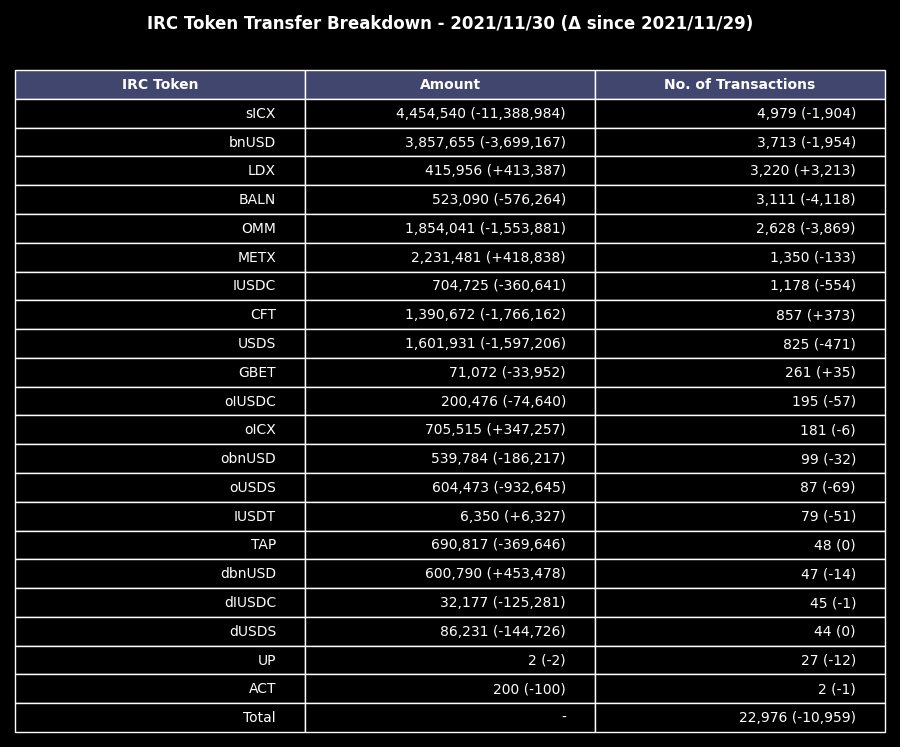 IRC Token Transfer Breakdown - 2021/11/30 (Δ since 2021/11/29)
IRC Token Amount No. of Transactions
sICX 4,454,540 (-11,388,984) 4,979 (-1,904)
bnUSD 3,857,655 (-3,699,167) 3,713 (-1,954)
LDX 415,956 (+413,387) 3,220 (+3,213)
BALN 523,090 (-576,264) 3,111 (-4,118)
OMM 1,854,041 (-1,553,881) 2,628 (-3,869)
METX 2,231,481 (+418,838) 1,350 (-133)
IUSDC 704,725 (-360,641) 1,178 (-554)
CFT 1,390,672 (-1,766,162) 857 (+373)
USDS 1,601,931 (-1,597,206) 825 (-471)
GBET 71,072 (-33,952) 261 (+35)
oIUSDC 200,476 (-74,640) 195 (-57)
oICX 705,515 (+347,257) 181 (-6)
obnUSD 539,784 (-186,217) 99 (-32)
oUSDS 604,473 (-932,645) 87 (-69)
IUSDT 6,350 (+6,327) 79 (-51)
TAP 690,817 (-369,646) 48 (0)
dbnUSD 600,790 (+453,478) 47 (-14)
dIUSDC 32,177 (-125,281) 45 (-1)
dUSDS 86,231 (-144,726) 44 (0)
UP 2 (-2) 27 (-12)
ACT 200 (-100) 2 (-1)
Total - 22,976 (-10,959)